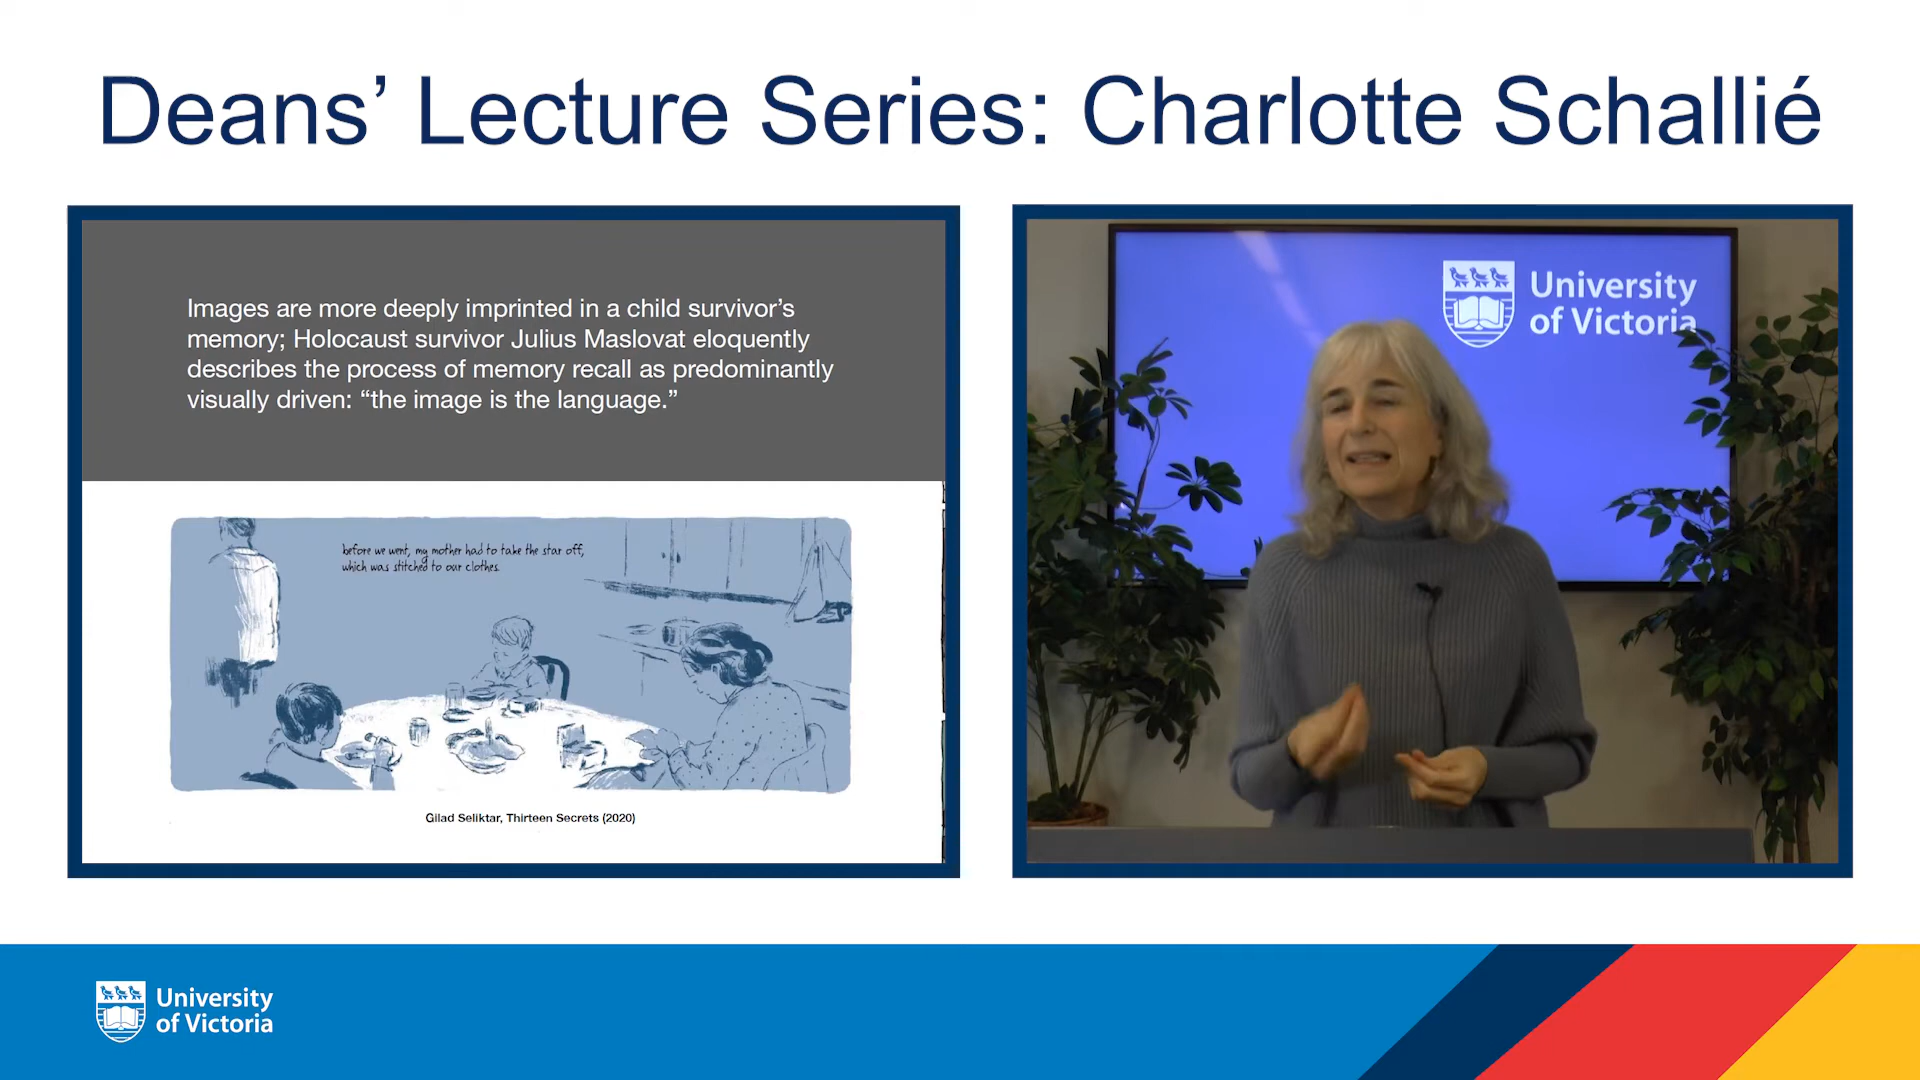 Deans’ Lecture Series: Charlotte Schallié
Images are more deeply imprinted in a child survivor’s
memory; Holocaust survivor Julius Maslovat eloquently
describes the process of memory recall as predominantly
visually driven: “the image is the language.”
before we went, my mother had to take the star off,
which was stitched to our clothes.
Gilad Seliktar, Thirteen Secrets (2020)
University
of Victoria
University
of Victoria